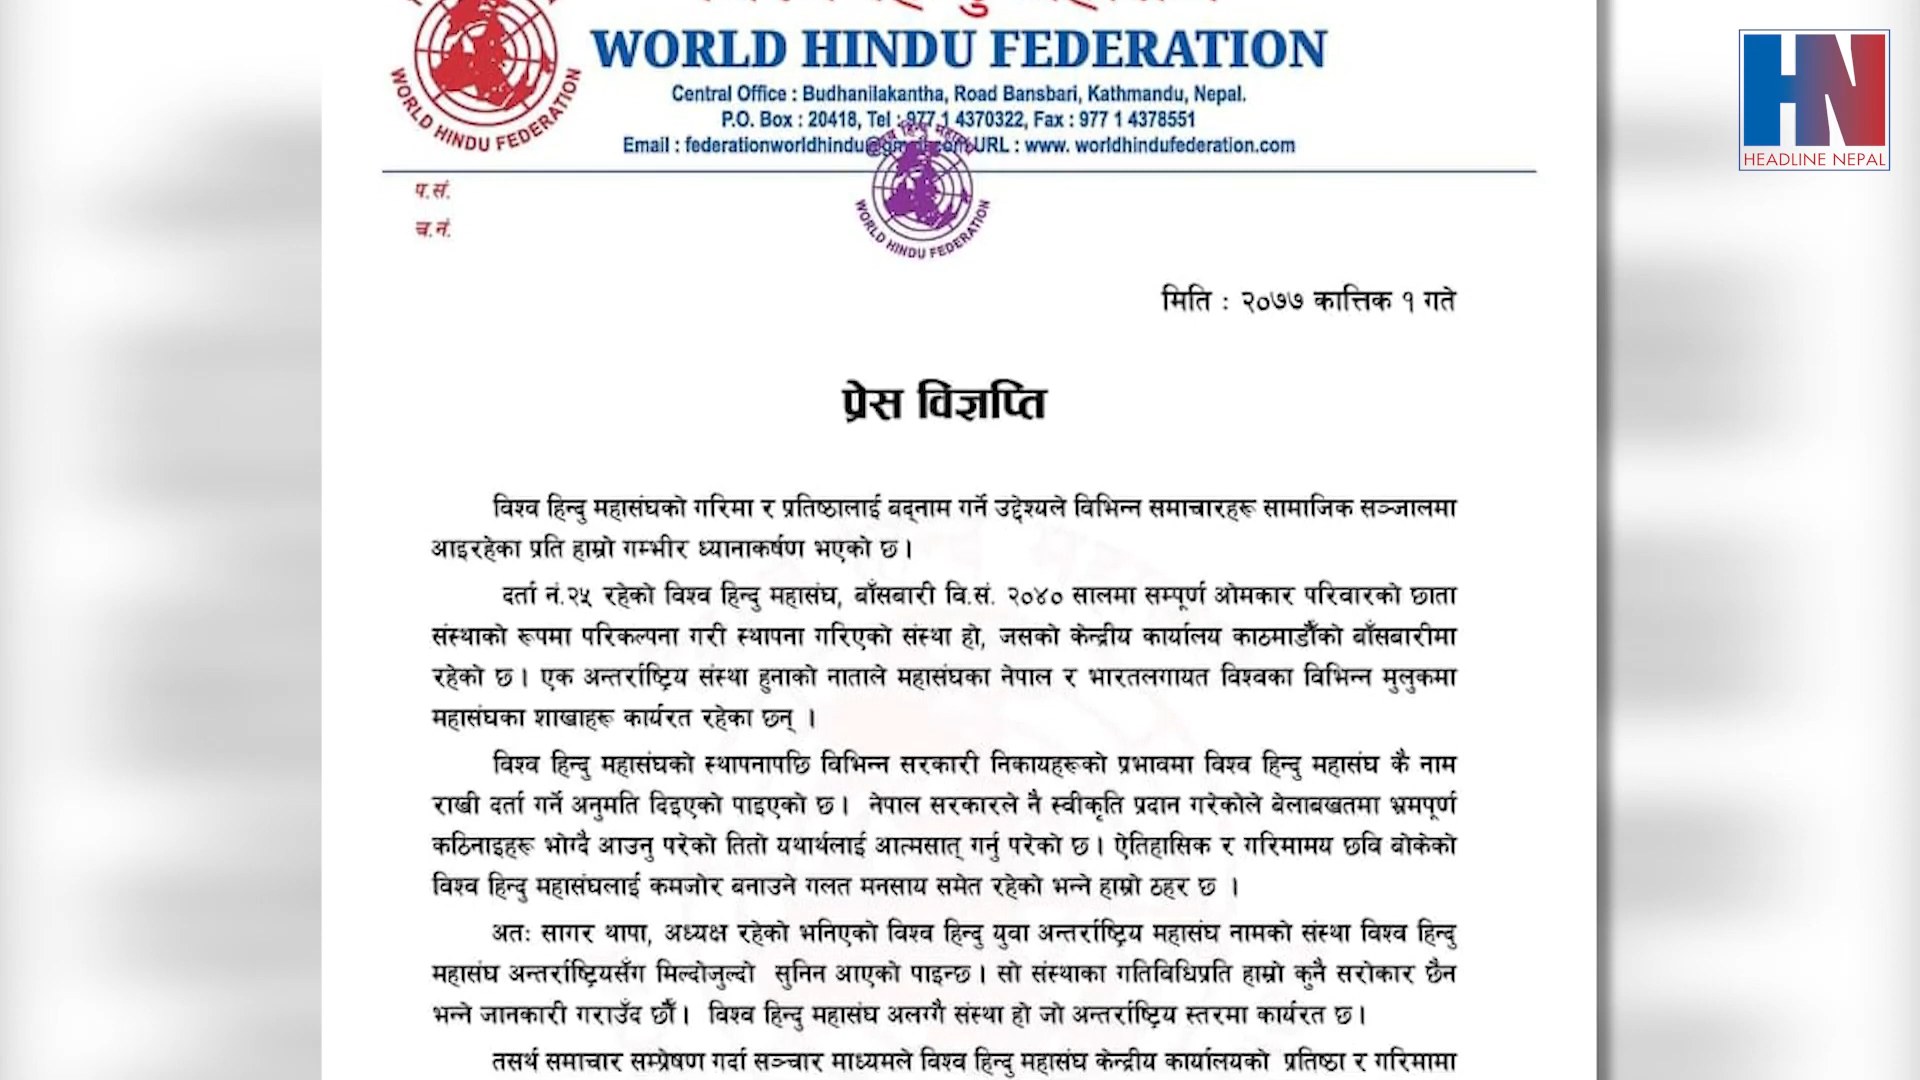 WORLD HINDU FEDERATION
Central Office : Budhanilakantha, Road Bansbari, Kathmandu, Nepal.
P.O. Box : 20418, Tel : 977 1 4370322, Fax : 977 1 4378551
Email : federationworldhindu@gmail.com URL : www. worldhindufederation.com
WORLD HINDU FEDERATION
HN
HEADLINE NEPAL
प.सं.
च.नं.
WORLD HINDU FEDERATION
मिति : २०७७ कात्तिक १ गते
प्रेस विज्ञप्ति
विश्व हिन्दु महासंघको गरिमा र प्रतिष्ठालाई बद्नाम गर्ने उद्देश्यले विभिन्न समाचारहरू सामाजिक सञ्जालमा
आइरहेका प्रति हाम्रो गम्भीर ध्यानाकर्षण भएको छ।
दर्ता नं.२५ रहेको विश्व हिन्दु महासंघ, बाँसबारी वि.सं. २०४० सालमा सम्पूर्ण ओमकार परिवारको छाता
संस्थाको रूपमा परिकल्पना गरी स्थापना गरिएको संस्था हो, जसको केन्द्रीय कार्यालय काठमाडौँको बाँसबारीमा
रहेको छ। एक अन्तर्राष्ट्रिय संस्था हुनाको नाताले महासंघका नेपाल र भारतलगायत विश्वका विभिन्न मुलुकमा
महासंघका शाखाहरू कार्यरत रहेका छन् ।
विश्व हिन्दु महासंघको स्थापनापछि विभिन्न सरकारी निकायहरूको प्रभावमा विश्व हिन्दु महासंघ कै नाम
राखी दर्ता गर्ने अनुमति दिइएको पाइएको छ। नेपाल सरकारले नै स्वीकृति प्रदान गरेकोले बेलाबखतमा भ्रमपूर्ण
कठिनाइहरू भोग्दै आउनु परेको तितो यथार्थलाई आत्मसात् गर्नु परेको छ। ऐतिहासिक र गरिमामय छवि बोकेको
विश्व हिन्दु महासंघलाई कमजोर बनाउने गलत मनसाय समेत रहेको भन्ने हाम्रो ठहर छ ।
अतः सागर थापा, अध्यक्ष रहेको भनिएको विश्व हिन्दु युवा अन्तर्राष्ट्रिय महासंघ नामको संस्था विश्व हिन्दु
महासंघ अन्तर्राष्ट्रियसँग मिल्दोजुल्दो सुनिन आएको पाइन्छ। सो संस्थाका गतिविधिप्रति हाम्रो कुनै सरोकार छैन
भन्ने जानकारी गराउँद छौँ। विश्व हिन्दु महासंघ अलग्गै संस्था हो जो अन्तर्राष्ट्रिय स्तरमा कार्यरत छ।
तसर्थ समाचार सम्प्रेषण गर्दा सञ्चार माध्यमले विश्व हिन्दु महासंघ केन्द्रीय कार्यालयको प्रतिष्ठा र गरिमामा